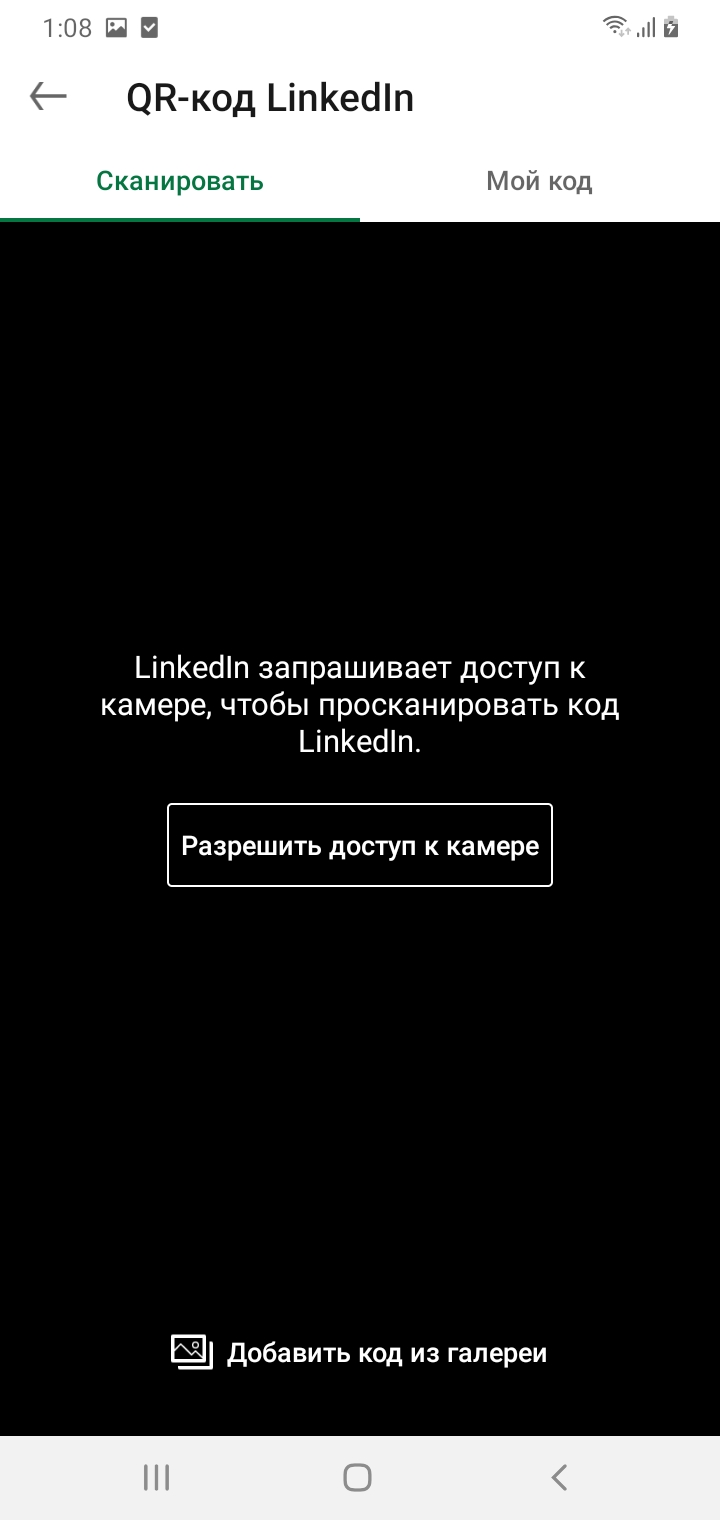 1:08
QR-код LinkedIn
Сканировать
Мой код
LinkedIn запрашивает доступ к
камере, чтобы просканировать код
LinkedIn.
Разрешить доступ к камере
Добавить код из галереи